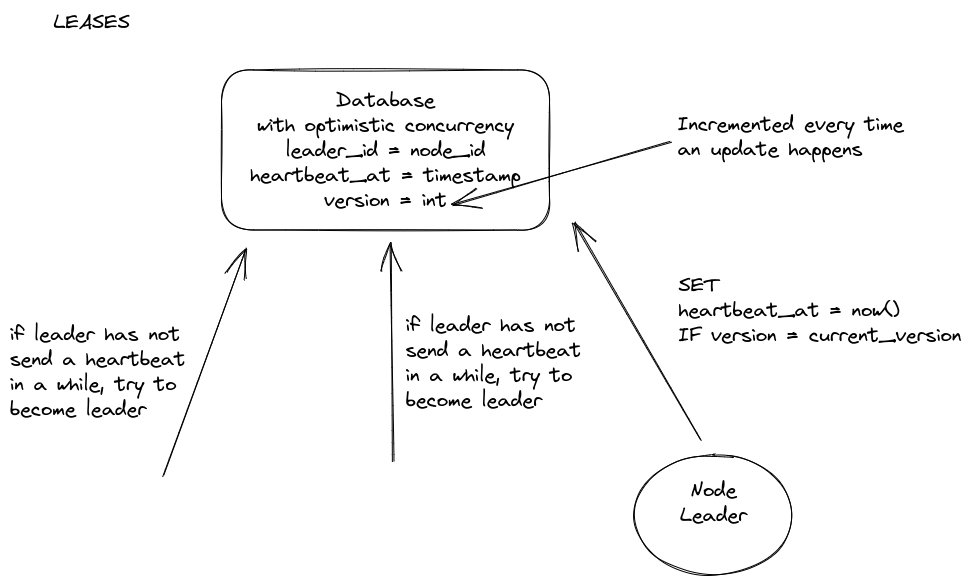 LEASES
Database
with optimistic concurrency
leader_id = node_id
heartbeat_at = timestamp
version = int
Incremented every time
an update happens
SET
heartbeat_at = now()
IF version = current_version
if leader has not
send a heartbeat
in a while, try to
become leader
if leader has not
send a heartbeat
in a while, try to
become leader
Node
Leader